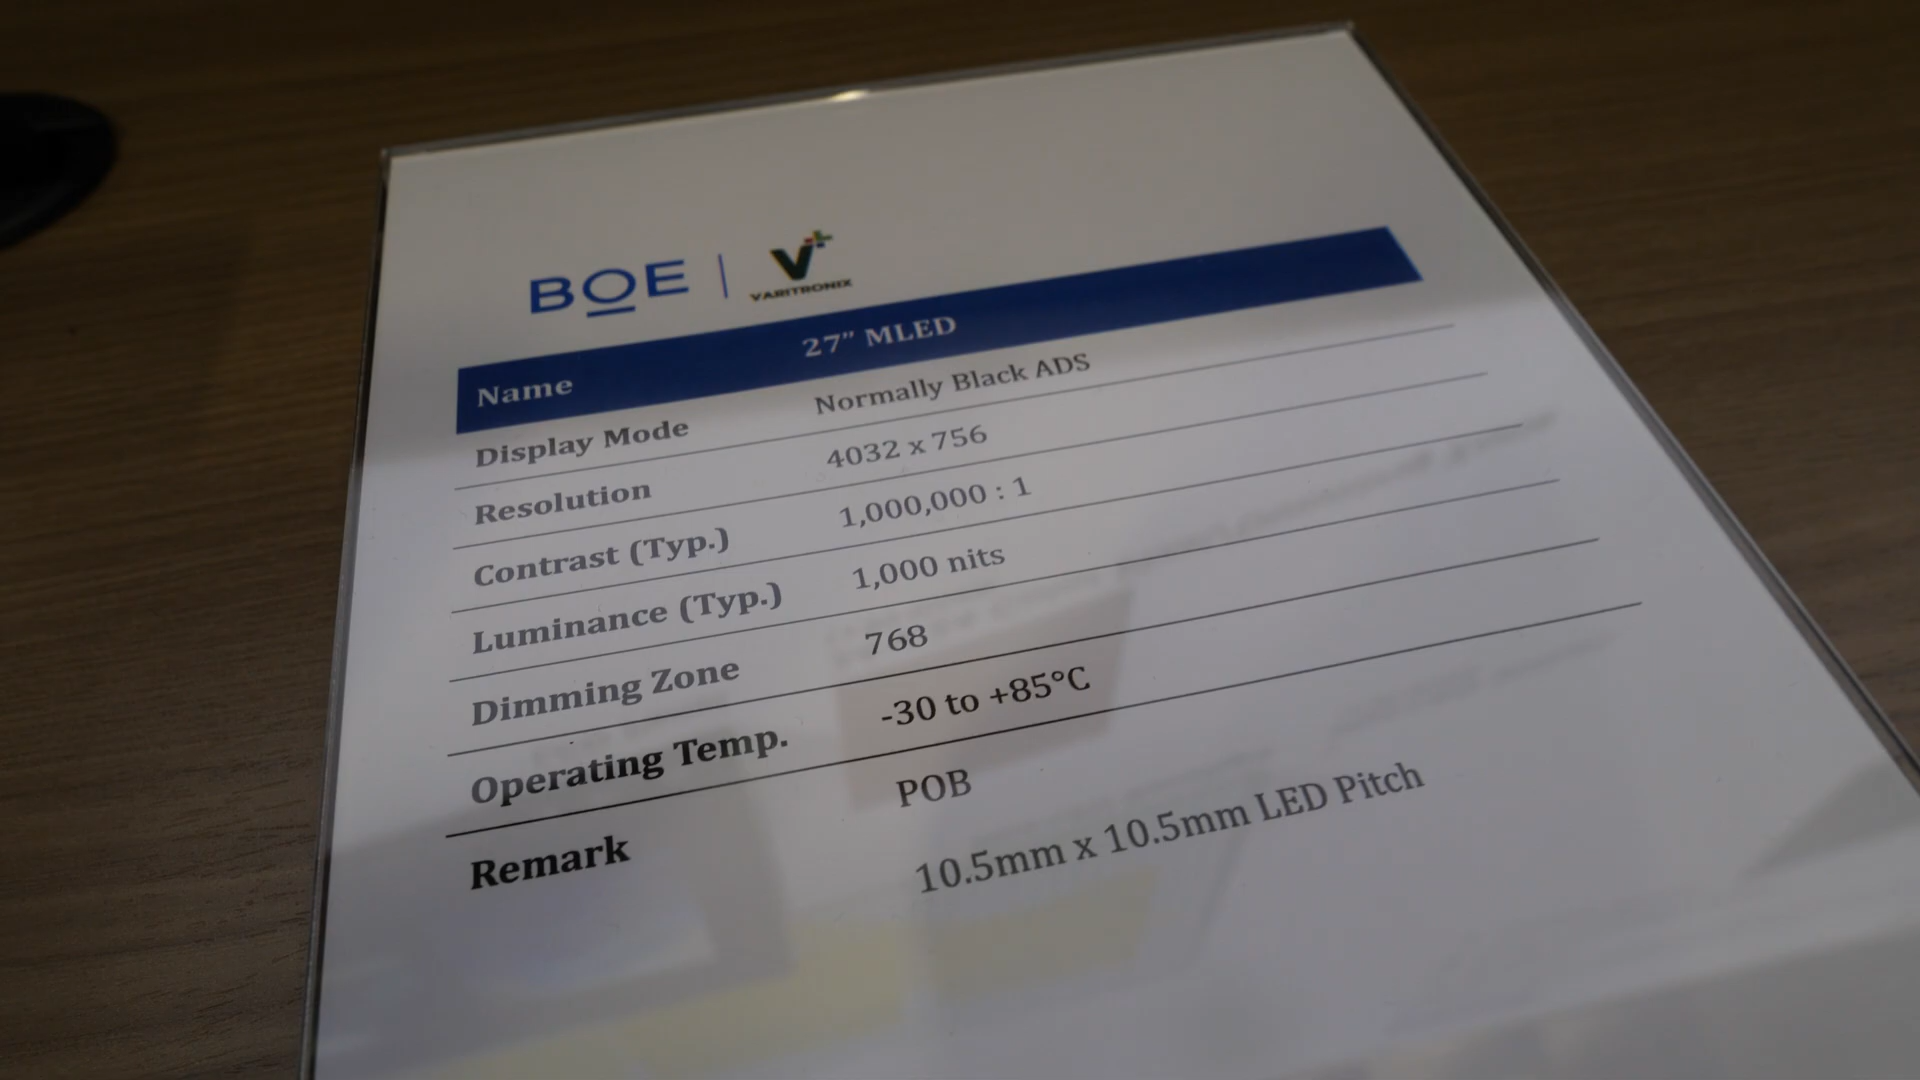 BOE | V+ VARITRONIX
Name 27” MLED
Display Mode Normally Black ADS
Resolution 4032 x 756
Contrast (Typ.) 1,000,000 : 1
Luminance (Typ.) 1,000 nits
Dimming Zone 768
Operating Temp. -30 to +85°C
Remark POB
10.5mm x 10.5mm LED Pitch